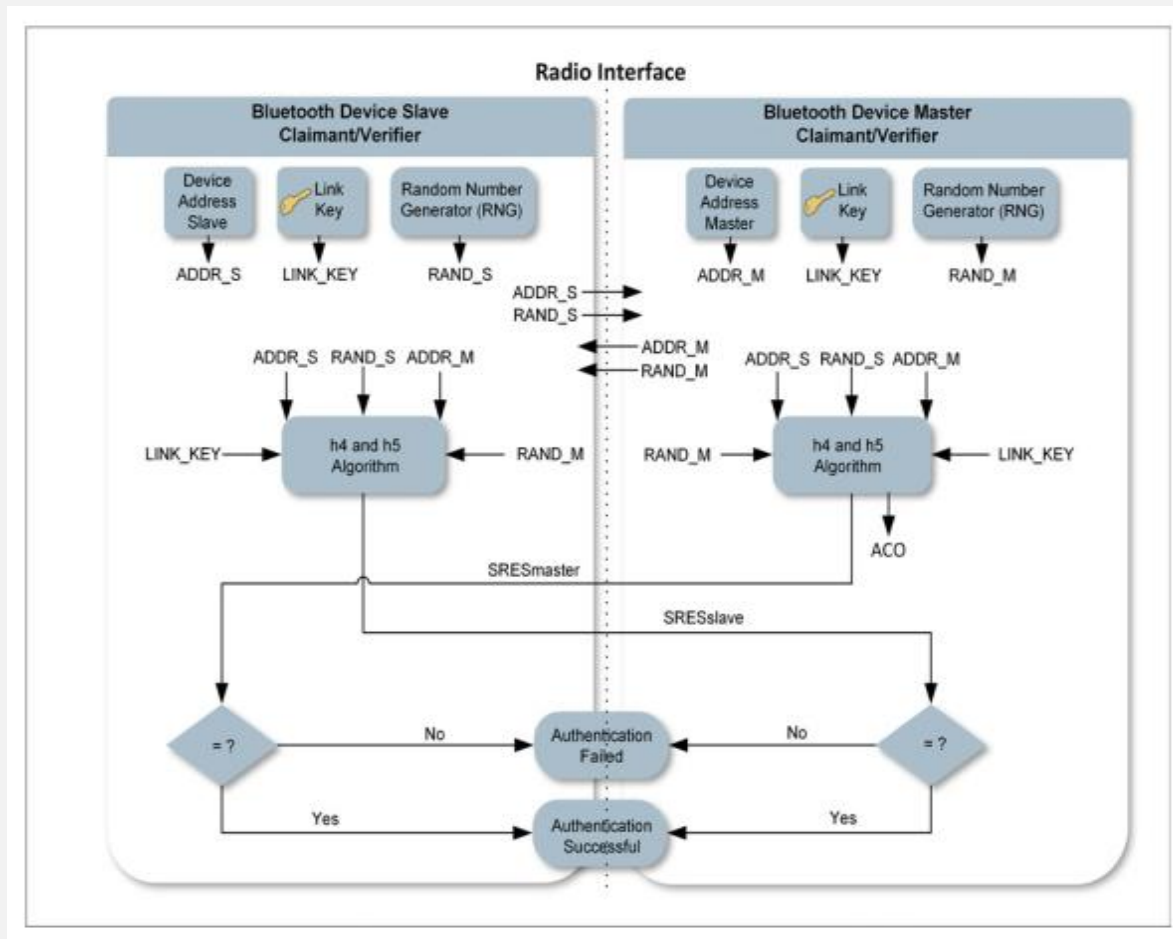 Radio Interface
Bluetooth Device Slave
Claimant/Verifier
Device
Address
Slave
Link
Key
Random Number
Generator (RNG)
ADDR_S
LINK_KEY
RAND_S
Bluetooth Device Master
Claimant/Verifier
Device
Address
Master
Link
Key
Random Number
Generator (RNG)
ADDR_M
LINK_KEY
RAND_M
ADDR_S
RAND_S
ADDR_M
RAND_M
ADDR_S RAND_S ADDR_M
LINK_KEY
h4 and h5
Algorithm
RAND_M
ADDR_S RAND_S ADDR_M
RAND_M
h4 and h5
Algorithm
LINK_KEY
ACO
SRESmaster
SRESslave
= ?
No
Authentication
Failed
No
= ?
Yes
Authentication
Successful
Yes